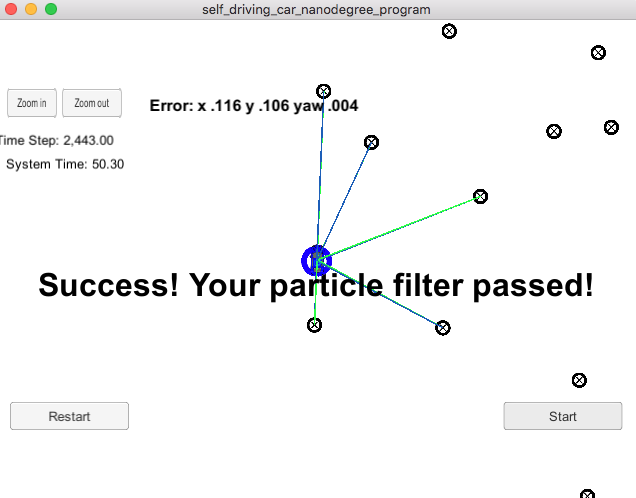 self_driving_car_nanodegree_program
Zoom in
Zoom out
Error: x .116 y .106 yaw .004
Time Step: 2,443.00
System Time: 50.30
Success! Your particle filter passed!
Restart
Start